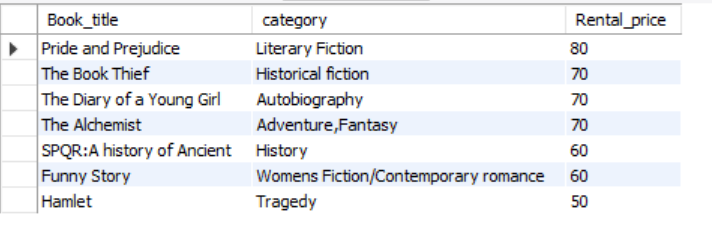 Book_title category Rental_price
Pride and Prejudice Literary Fiction 80
The Book Thief Historical fiction 70
The Diary of a Young Girl Autobiography 70
The Alchemist Adventure,Fantasy 70
SPQR:A history of Ancient History 60
Funny Story Womens Fiction/Contemporary romance 60
Hamlet Tragedy 50